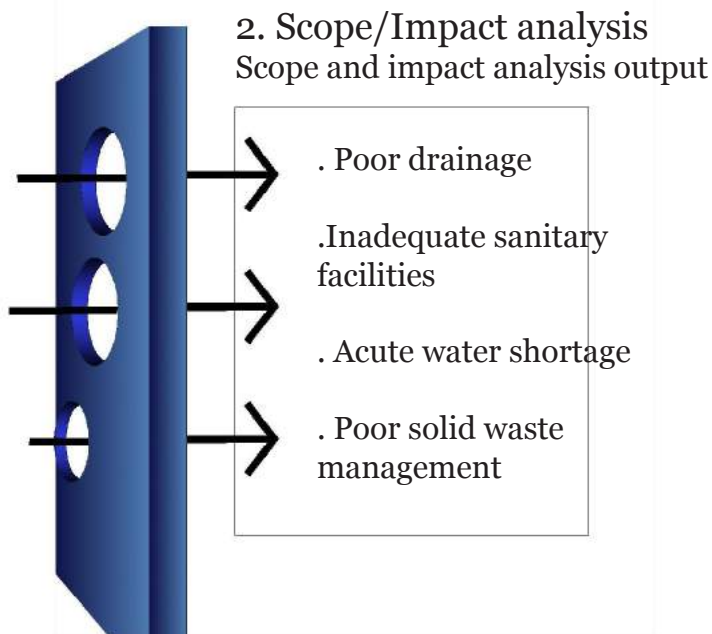 2. Scope/Impact analysis
Scope and impact analysis output
. Poor drainage
.Inadequate sanitary
facilities
. Acute water shortage
. Poor solid waste
management